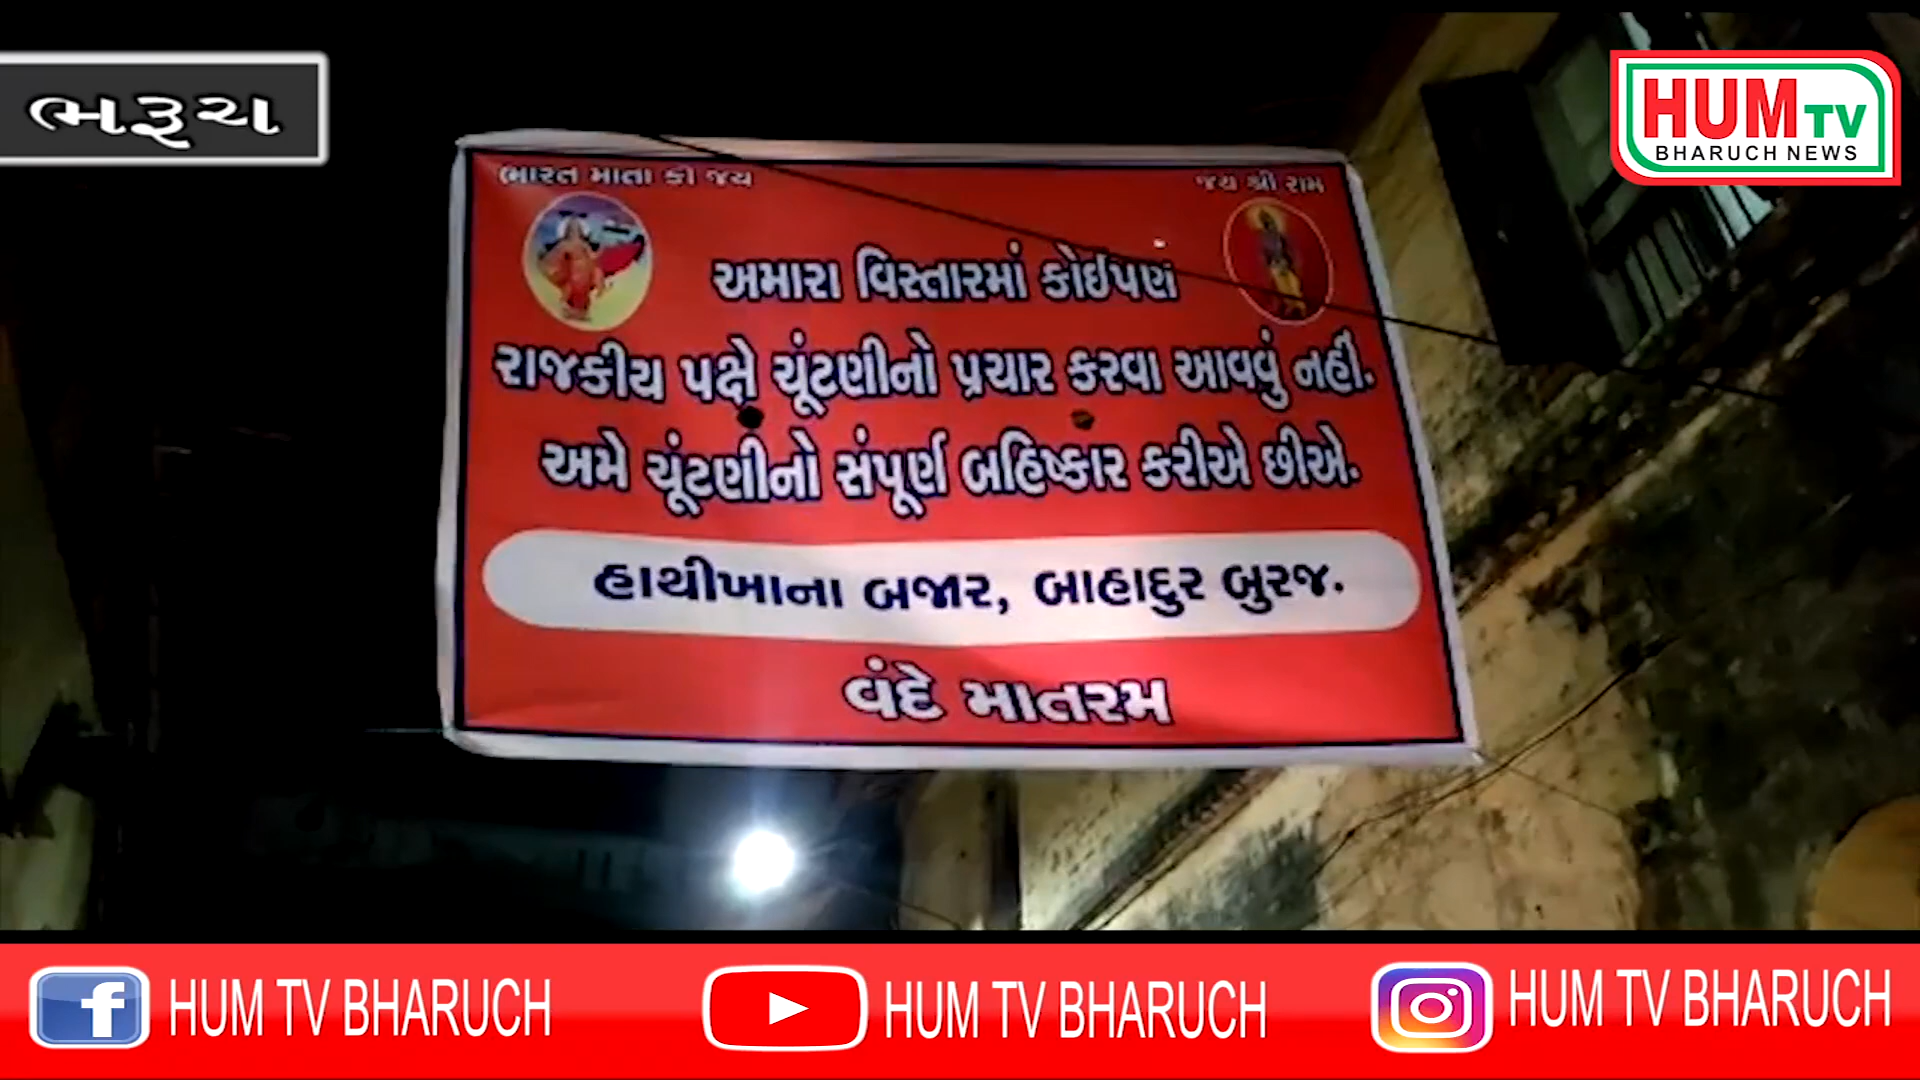 ભરૂચ
HUM TV
BHARUCH NEWS
ભારત માતા કી જય
જય શ્રી રામ
અમારા વિસ્તારમાં કોઈપણ
રાજકીય પક્ષે ચૂંટણીનો પ્રચાર કરવા આવવું નહીં.
અમે ચૂંટણીનો સંપૂર્ણ બહિષ્કાર કરીએ છીએ.
હાથીખાના બજાર, બાહાદુર બુરજ.
વંદે માતરમ
HUM TV BHARUCH
HUM TV BHARUCH
HUM TV BHARUCH